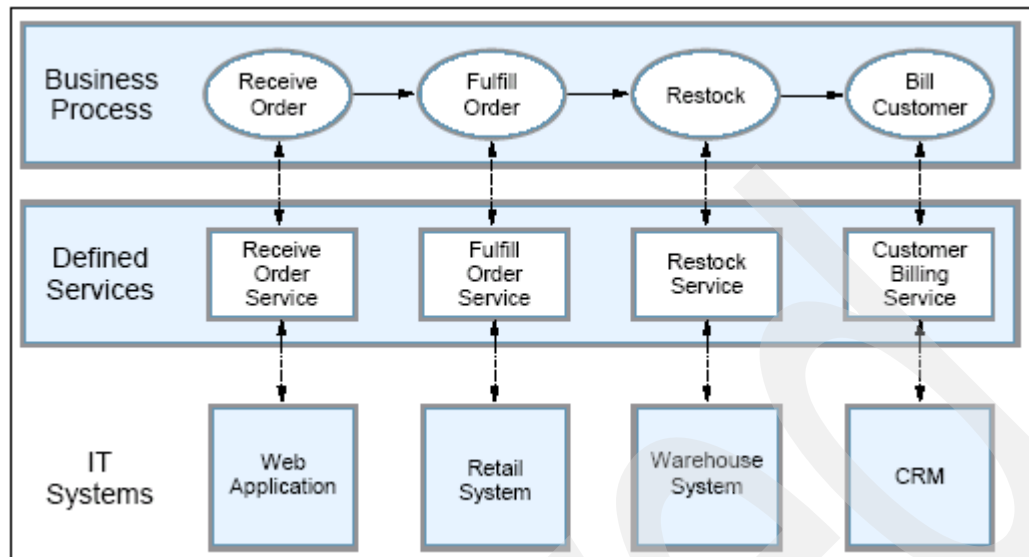 Business
Process
Receive
Order
Fulfill
Order
Restock
Bill
Customer
Defined
Services
Receive
Order
Service
Fulfill
Order
Service
Restock
Service
Customer
Billing
Service
IT
Systems
Web
Application
Retail
System
Warehouse
System
CRM